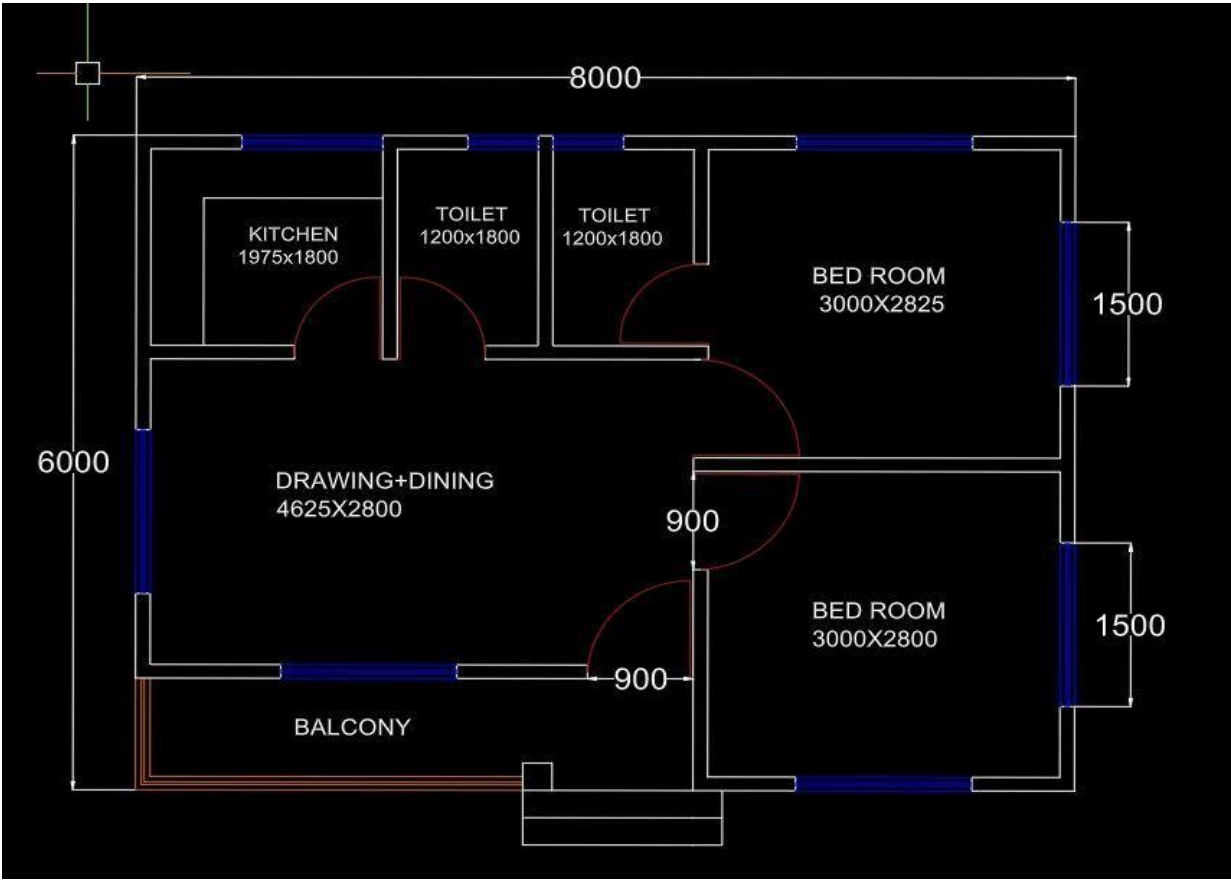 8000
KITCHEN
1975x1800
TOILET
1200x1800
TOILET
1200x1800
BED ROOM
3000X2825
1500
6000
DRAWING+DINING
4625X2800
900
BED ROOM
3000X2800
1500
900
BALCONY